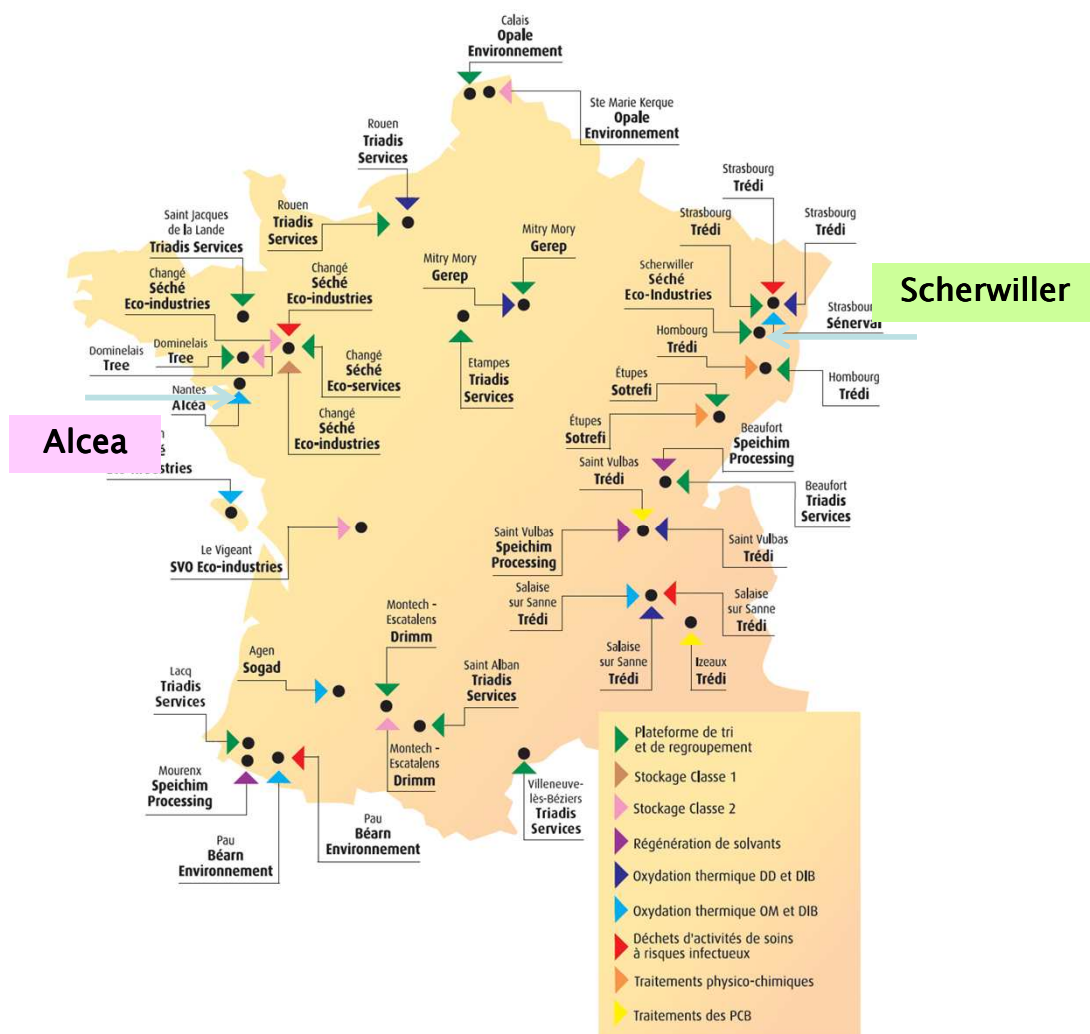 Calais
Opale
Environnement
Ste Marie Kerque
Opale
Environnement
Rouen
Triadis
Services
Rouen
Triadis
Services
Saint Jacques
de la Lande
Triadis Services
Changé
Séché
Eco-industries
Changé
Séché
Eco-industries
Dominelais
Tree
Dominelais
Tree
Changé
Séché
Eco-services
Changé
Séché
Eco-industries
Nantes
Alcéa
Alcea
Mitry Mory
Gerep
Mitry Mory
Gerep
Etampes
Triadis
Services
Strasbourg
Trédi
Strasbourg
Trédi
Strasbourg
Trédi
Scherwiller
Séché
Eco-Industries
Scherwiller
Sénerval
Hombourg
Trédi
Hombourg
Trédi
Étupes
Sotrefi
Étupes
Sotrefi
Beaufort
Speichim
Processing
Beaufort
Triadis
Services
Saint Vulbas
Trédi
Saint Vulbas
Speichim
Processing
Saint Vulbas
Trédi
Le Vigeant
SVO Eco-industries
Salaise
sur Sanne
Trédi
Salaise
sur Sanne
Trédi
Salaise
sur Sanne
Trédi
Izeaux
Trédi
Montech -
Escatalens
Drimm
Agen
Sogad
Saint Alban
Triadis
Services
Lacq
Triadis
Services
Montech -
Escatalens
Drimm
Mourenx
Speichim
Processing
Pau
Béarn
Environnement
Pau
Béarn
Environnement
Villeneuve-
lès-Béziers
Triadis
Services
Plateforme de tri
et de regroupement
Stockage Classe 1
Stockage Classe 2
Régénération de solvants
Oxydation thermique DD et DIB
Oxydation thermique OM et DIB
Déchets d'activités de soins
à risques infectueux
Traitements physico-chimiques
Traitements des PCB